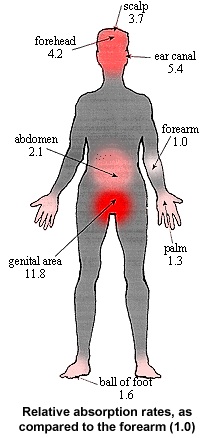 scalp
3.7
forehead
4.2
ear canal
5.4
forearm
1.0
abdomen
2.1
palm
1.3
genital area
11.8
ball of foot
1.6
Relative absorption rates, as
compared to the forearm (1.0)